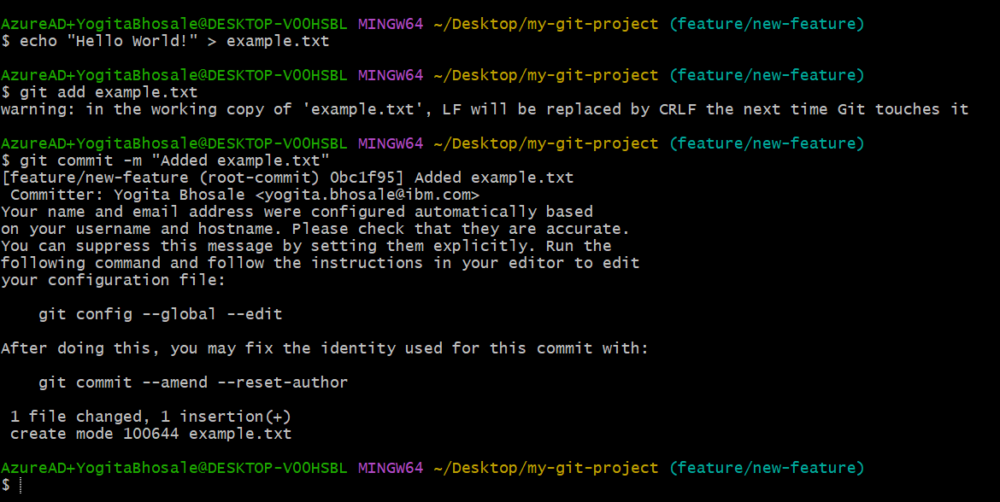 AzureAD+YogitaBhosale@DESKTOP-V0OHSBL MINGW64 ~/Desktop/my-git-project (feature/new-feature)
$ echo "Hello World!" > example.txt
AzureAD+YogitaBhosale@DESKTOP-V0OHSBL MINGW64 ~/Desktop/my-git-project (feature/new-feature)
$ git add example.txt
warning: in the working copy of 'example.txt', LF will be replaced by CRLF the next time Git touches it
AzureAD+YogitaBhosale@DESKTOP-V0OHSBL MINGW64 ~/Desktop/my-git-project (feature/new-feature)
$ git commit -m "Added example.txt"
[feature/new-feature (root-commit) 0bc1f95] Added example.txt
 Committer: Yogita Bhosale <yogita.bhosale@ibm.com>
Your name and email address were configured automatically based
on your username and hostname. Please check that they are accurate.
You can suppress this message by setting them explicitly. Run the
following command and follow the instructions in your editor to edit
your configuration file:
    git config --global --edit
After doing this, you may fix the identity used for this commit with:
    git commit --amend --reset-author
 1 file changed, 1 insertion(+)
 create mode 100644 example.txt
AzureAD+YogitaBhosale@DESKTOP-V0OHSBL MINGW64 ~/Desktop/my-git-project (feature/new-feature)
$